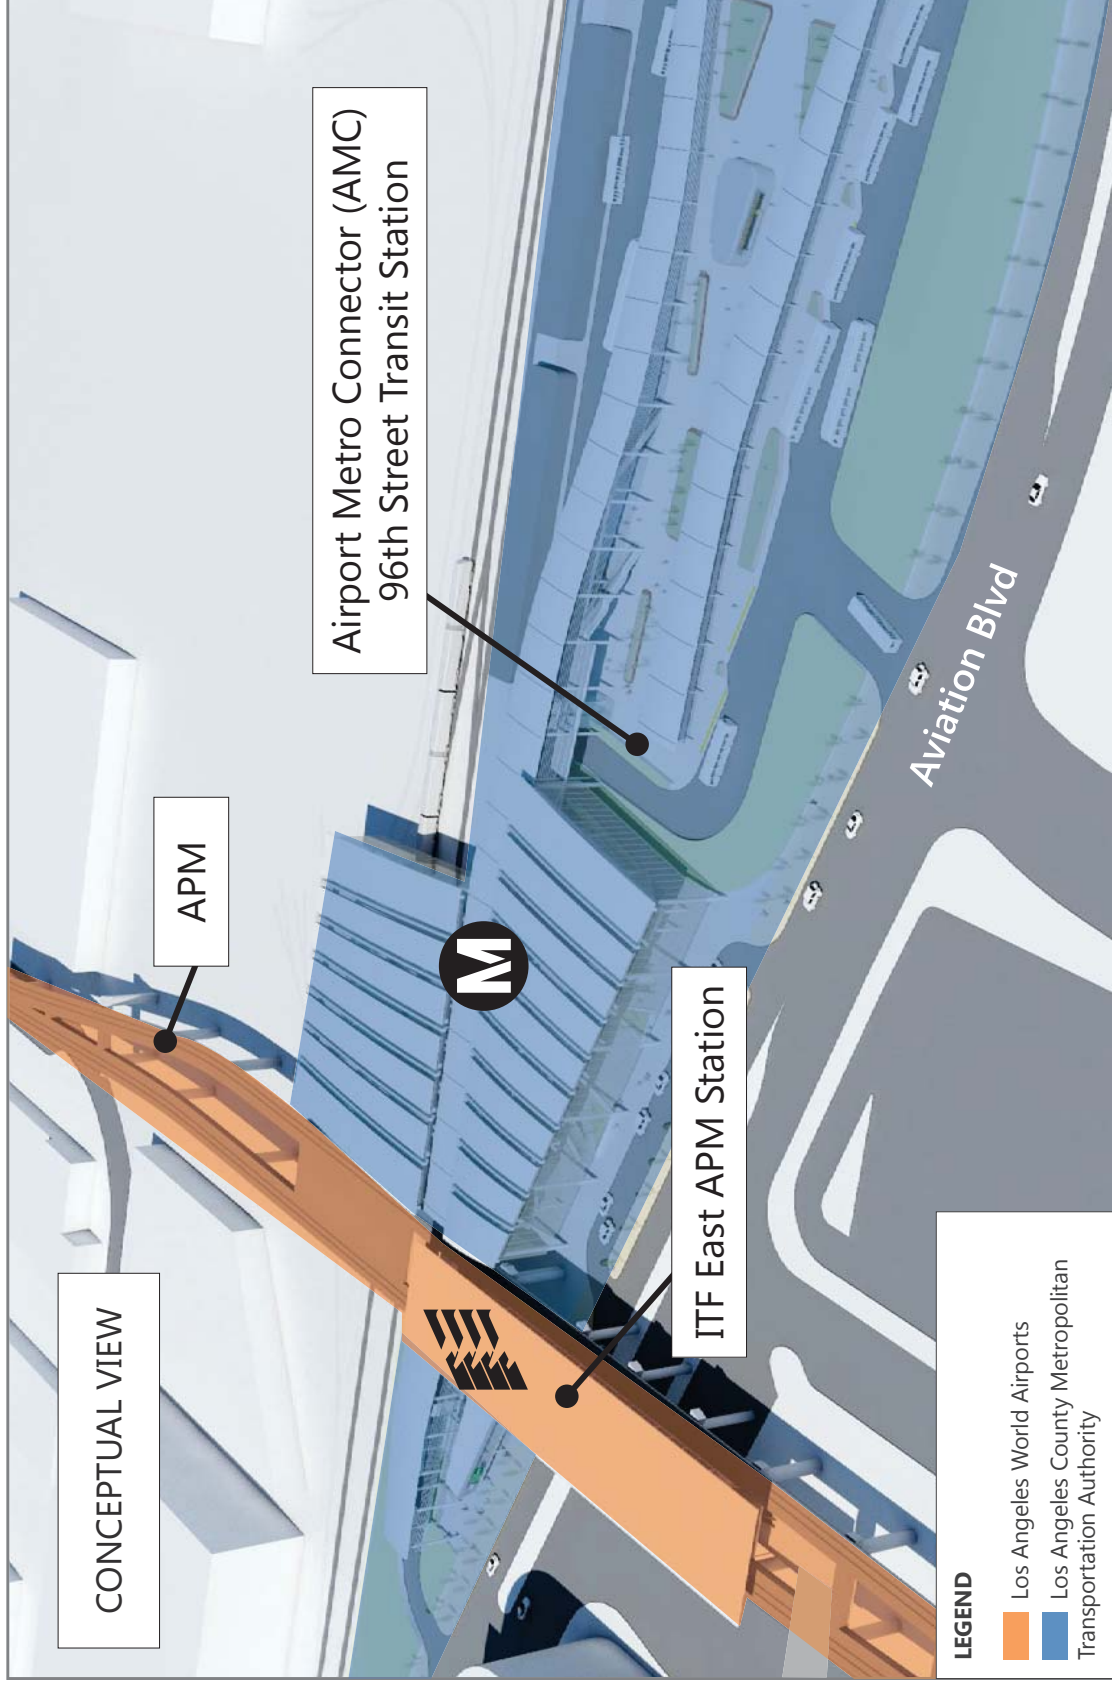 CONCEPTUAL VIEW
APM
Airport Metro Connector (AMC)
96th Street Transit Station
M
ITF East APM Station
Aviation Blvd
LEGEND
Los Angeles World Airports
Los Angeles County Metropolitan
Transportation Authority